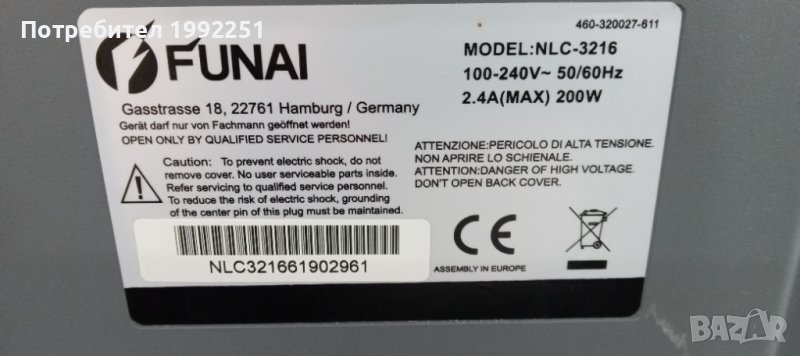 Потребител 1992251
460-320027-611
FUNAI
MODEL:NLC-3216
100-240V~ 50/60Hz
2.4A(MAX) 200W
Gasstrasse 18, 22761 Hamburg / Germany
Gerät darf nur von Fachmann geöffnet werden!
OPEN ONLY BY QUALIFIED SERVICE PERSONNEL!
Caution: To prevent electric shock, do not
remove cover. No user serviceable parts inside.
Refer servicing to qualified service personnel.
To reduce the risk of electric shock, grounding
of the center pin of this plug must be maintained.
ATTENZIONE:PERICOLO DI ALTA TENSIONE.
NON APRIRE LO SCHIENALE.
ATTENTION:DANGER OF HIGH VOLTAGE.
DON'T OPEN BACK COVER.
NLC321661902961
CE
ASSEMBLY IN EUROPE
BAZAR